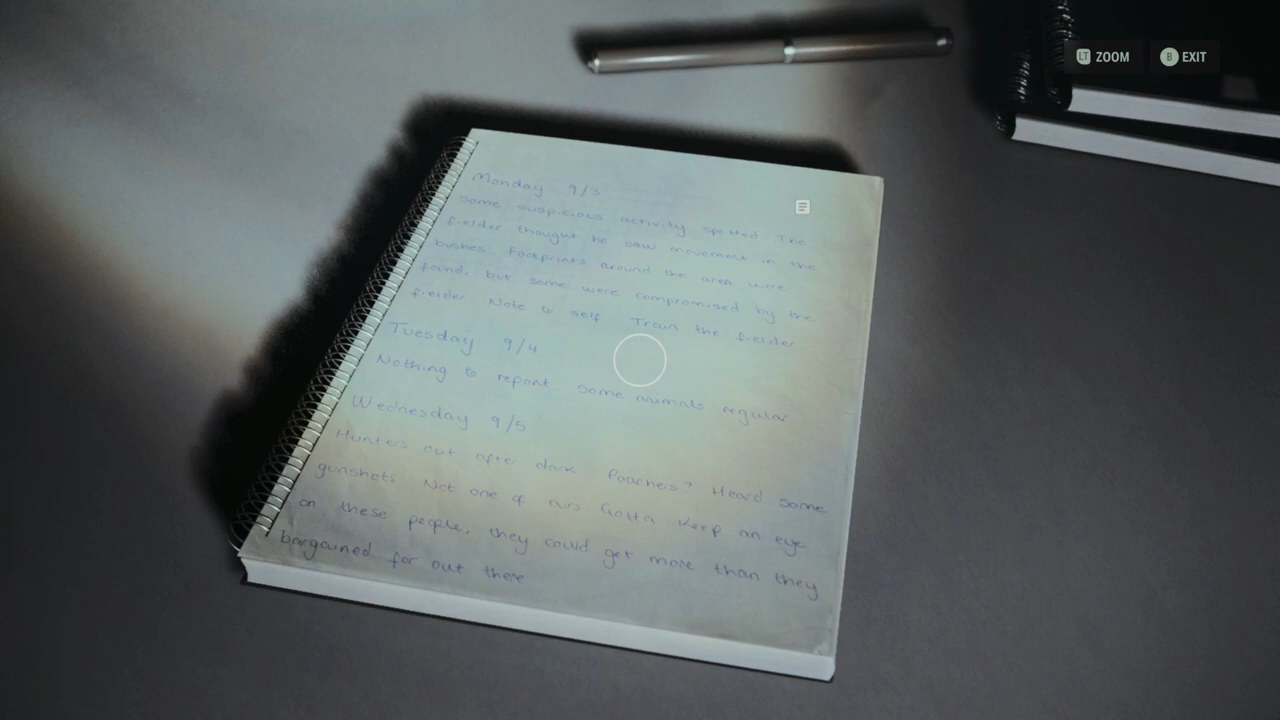 LT ZOOM
B EXIT
Monday 9/3
Some suspicious activity spotted The
fielder thought he saw movement in the
bushes Footprints around the area were
found, but some were compromised by the
fielder Note to self Train the fielder
Tuesday 9/4
Nothing to report some animals regular
Wednesday 9/5
Hunters out after dark Poachers? Heard some
gunshots Not one of ours Gotta keep an eye
on these people, they could get more than they
bargained for out there